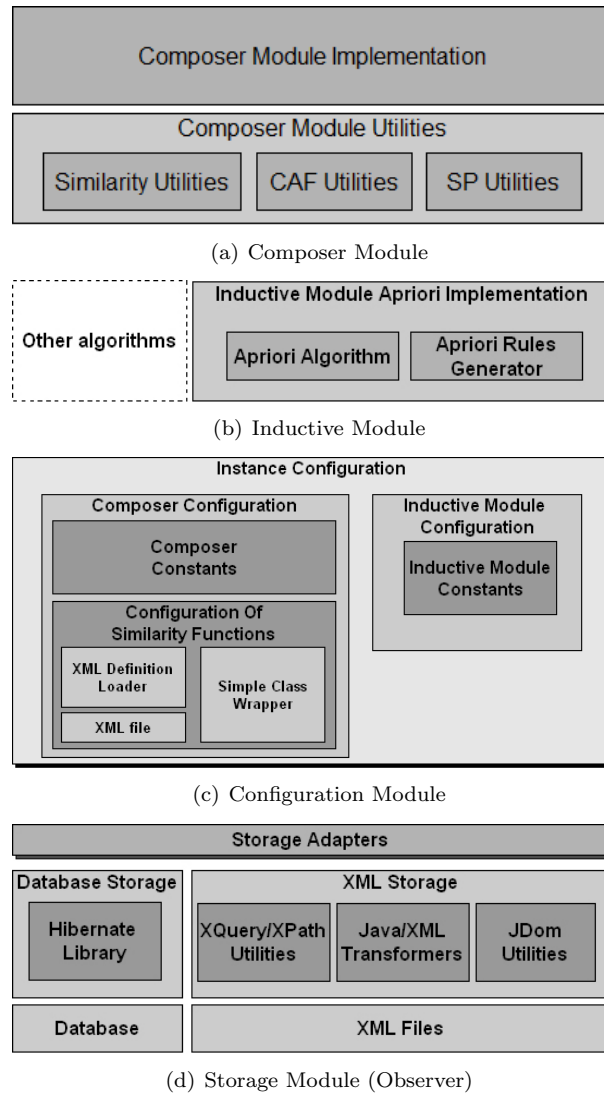 Composer Module Implementation
Composer Module Utilities
Similarity Utilities
CAF Utilities
SP Utilities
(a) Composer Module
Other algorithms
Inductive Module Apriori Implementation
Apriori Algorithm
Apriori Rules
Generator
(b) Inductive Module
Instance Configuration
Composer Configuration
Composer
Constants
Configuration Of
Similarity Functions
XML Definition
Loader
XML file
Simple Class
Wrapper
Inductive Module
Configuration
Inductive Module
Constants
(c) Configuration Module
Storage Adapters
Database Storage
Hibernate
Library
XML Storage
XQuery/XPath
Utilities
Java/XML
Transformers
JDom
Utilities
Database
XML Files
(d) Storage Module (Observer)